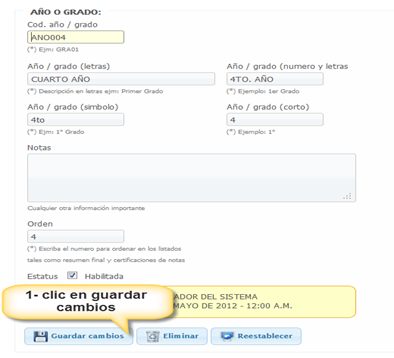 AÑO O GRADO:
Cod. año / grado
ANO004
(*) Ejm: GRA01
Año / grado (letras) Año / grado (numero y letras
CUARTO AÑO 4TO. AÑO
(*) Descripción en letras ejm: Primer Grado (*) Ejemplo: 1er Grado
Año / grado (simbolo) Año / grado (corto)
4to 4
(*) Ejm: 1° Grado (*) Ejemplo: 1°
Notas
Cualquier otra información importante
Orden
4
(*) Escriba el numero para ordenar en los listados
tales como resumen final y certificaciones de notas
Estatus Habilitada
1- clic en guardar
cambios
ADOR DEL SISTEMA
MAYO DE 2012 - 12:00 A.M.
Guardar cambios Eliminar Reestablecer